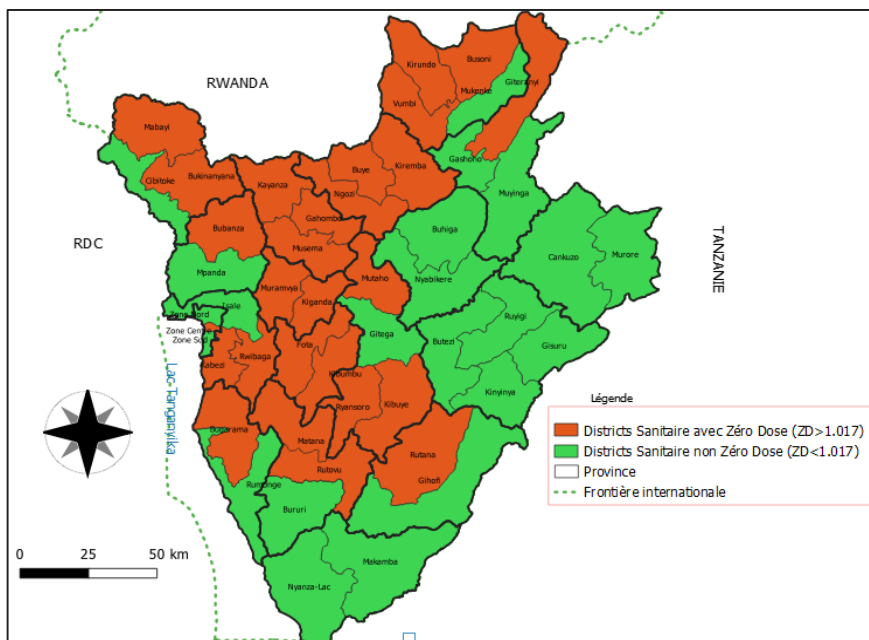 RWANDA
RDC
TANZANIE
Lac Tanganyika
Kirundo
Busoni
Giteranyi
Mukenke
Vumbi
Mabayi
Gashoho
Kiremba
Buye
Bukinanyana
Cibitoke
Kayanza
Ngozi
Muyinga
Gahombo
Bubanza
Buhiga
Musema
Cankuzo
Murore
Mpanda
Mutaho
Nyabikere
Muramvya
Kiganda
Isale
Zone Nord
Ruyigi
Zone Centre
Zone Sud
Gitega
Butezi
Gisuru
Fota
Kabezi
Rwibaga
Kibumbu
Kinyinya
Ryansoro
Kibuye
Bugarama
Matana
Rutana
Rutovu
Gihofi
Rumonge
Bururi
Makamba
Nyanza-Lac
Légende
Districts Sanitaire avec Zéro Dose (ZD>1.017)
Districts Sanitaire non Zéro Dose (ZD<1.017)
Province
Frontière internationale
0 25 50 km